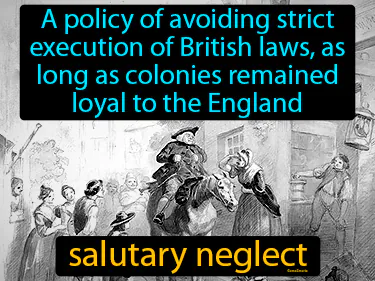 A policy of avoiding strict
execution of British laws, as
long as colonies remained
loyal to the England
salutary neglect